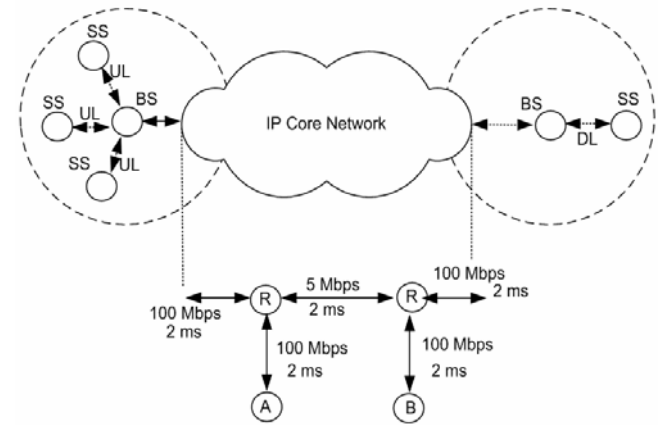 SS
UL
SS
UL
BS
SS
UL
IP Core Network
BS
SS
DL
100 Mbps
2 ms
R
5 Mbps
2 ms
R
100 Mbps
2 ms
100 Mbps
2 ms
100 Mbps
2 ms
A
B